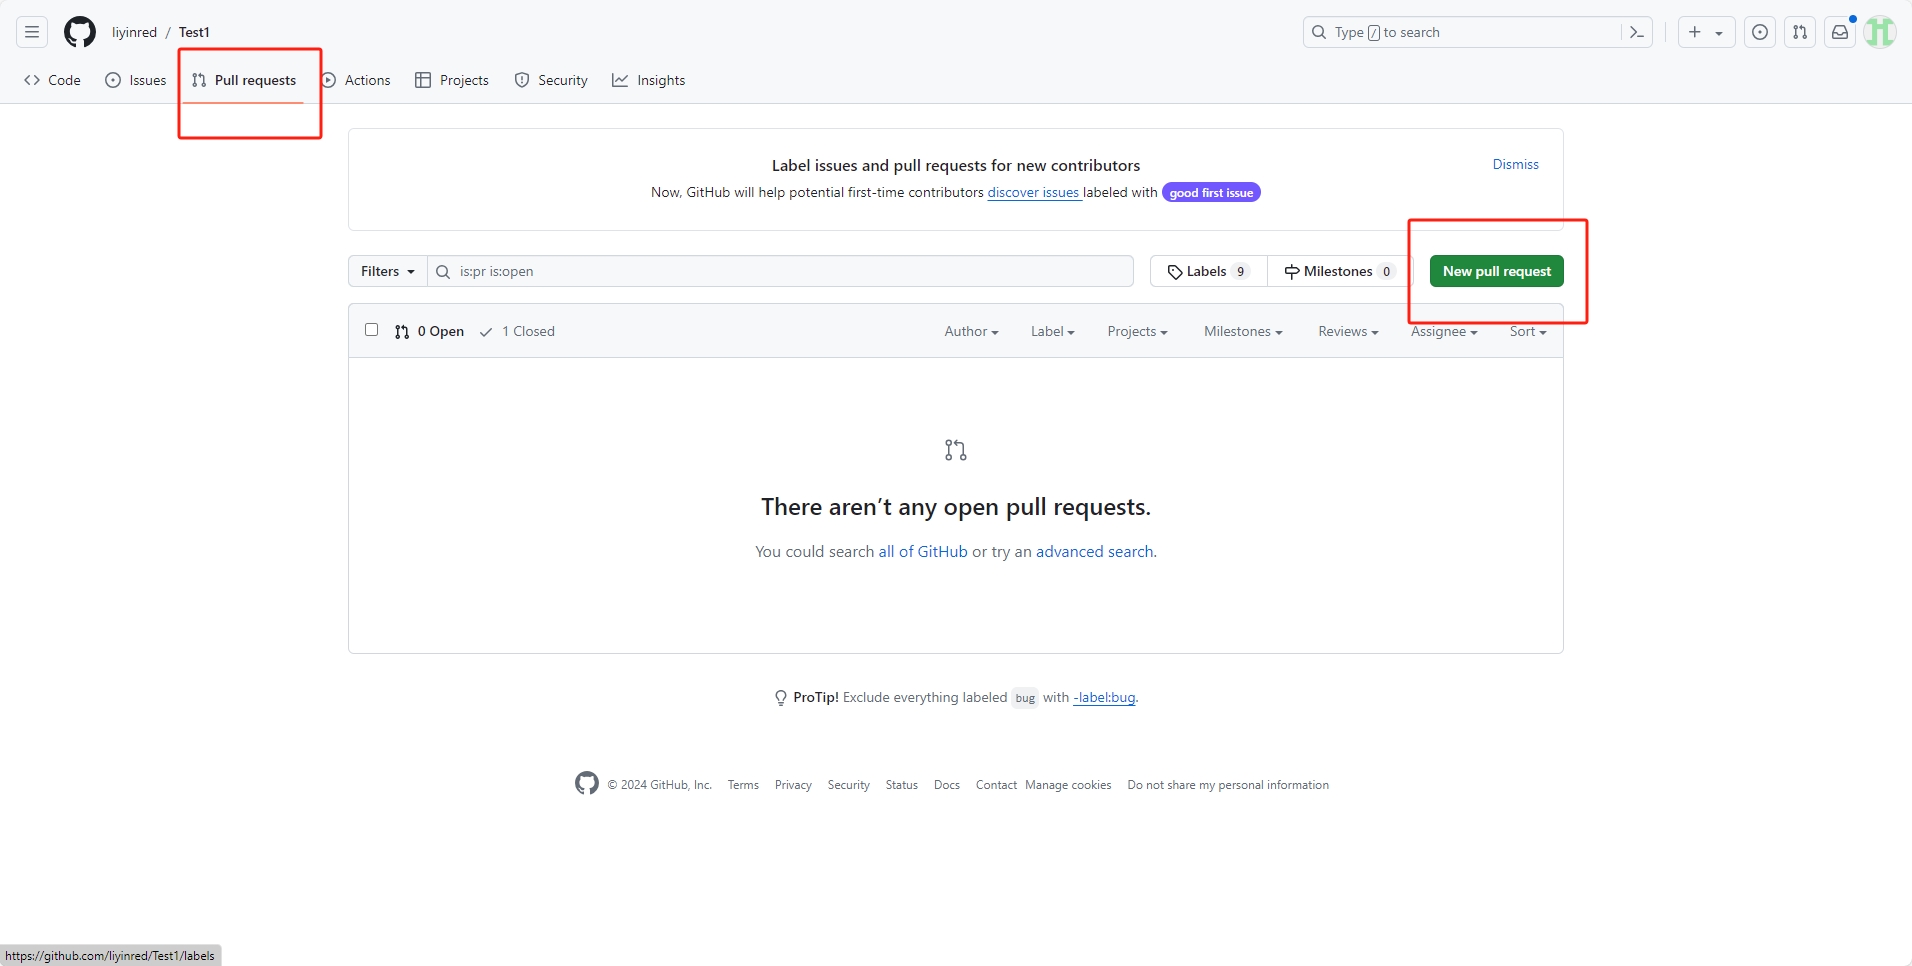 liyinred / Test1
Type / to search
Code Issues Pull requests Actions Projects Security Insights
Label issues and pull requests for new contributors
Dismiss
Now, GitHub will help potential first-time contributors discover issues labeled with good first issue
Filters is:pr is:open Labels 9 Milestones 0 New pull request
0 Open 1 Closed Author Label Projects Milestones Reviews Assignee Sort
There aren’t any open pull requests.
You could search all of GitHub or try an advanced search.
ProTip! Exclude everything labeled bug with -label:bug.
© 2024 GitHub, Inc. Terms Privacy Security Status Docs Contact Manage cookies Do not share my personal information
https://github.com/liyinred/Test1/labels